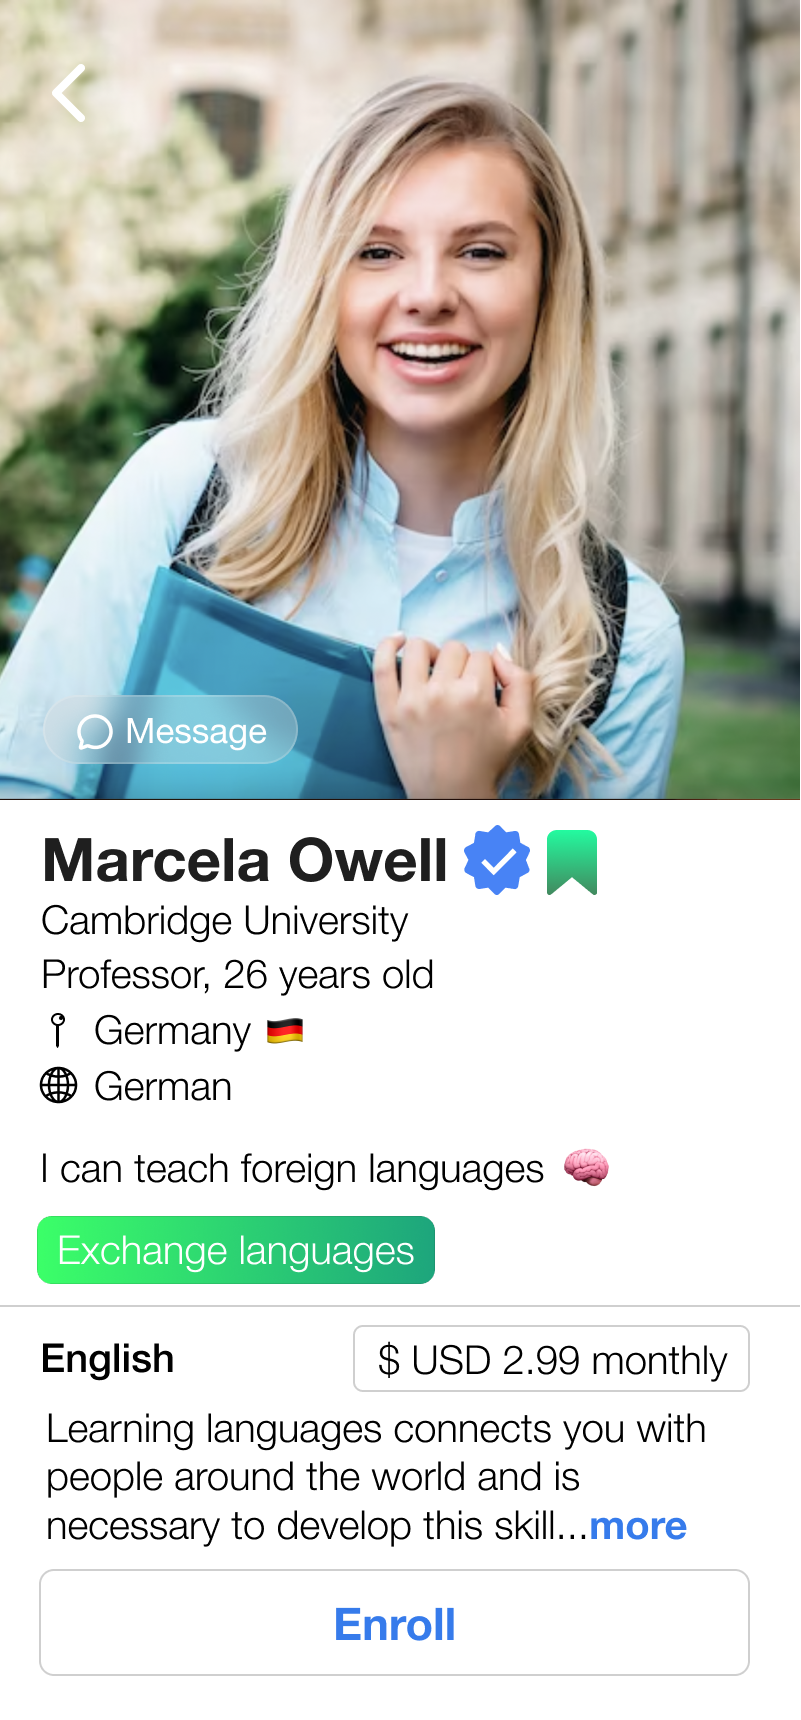 Message
Marcela Owell
Cambridge University
Professor, 26 years old
Germany 🇩🇪
German
I can teach foreign languages 🧠
Exchange languages
English
$ USD 2.99 monthly
Learning languages connects you with
people around the world and is
necessary to develop this skill...more
Enroll